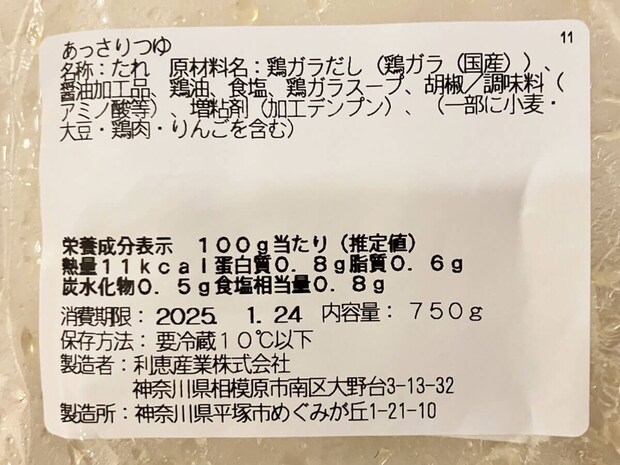 11
あっさりつゆ
名称：たれ　原材料名：鶏ガラだし（鶏ガラ（国産））、
醤油加工品、鶏油、食塩、鶏ガラスープ、胡椒／調味料（
アミノ酸等）、増粘剤（加工デンプン）、（一部に小麦・
大豆・鶏肉・りんごを含む）
栄養成分表示　１００ｇ当たり（推定値）
熱量１１ｋｃａｌ蛋白質０．８ｇ脂質０．６ｇ
炭水化物０．５ｇ食塩相当量０．８ｇ
消費期限：2025. 1.24　内容量：７５０ｇ
保存方法：要冷蔵１０℃以下
製造者：利恵産業株式会社
神奈川県相模原市南区大野台3-13-32
製造所：神奈川県平塚市めぐみが丘1-21-10